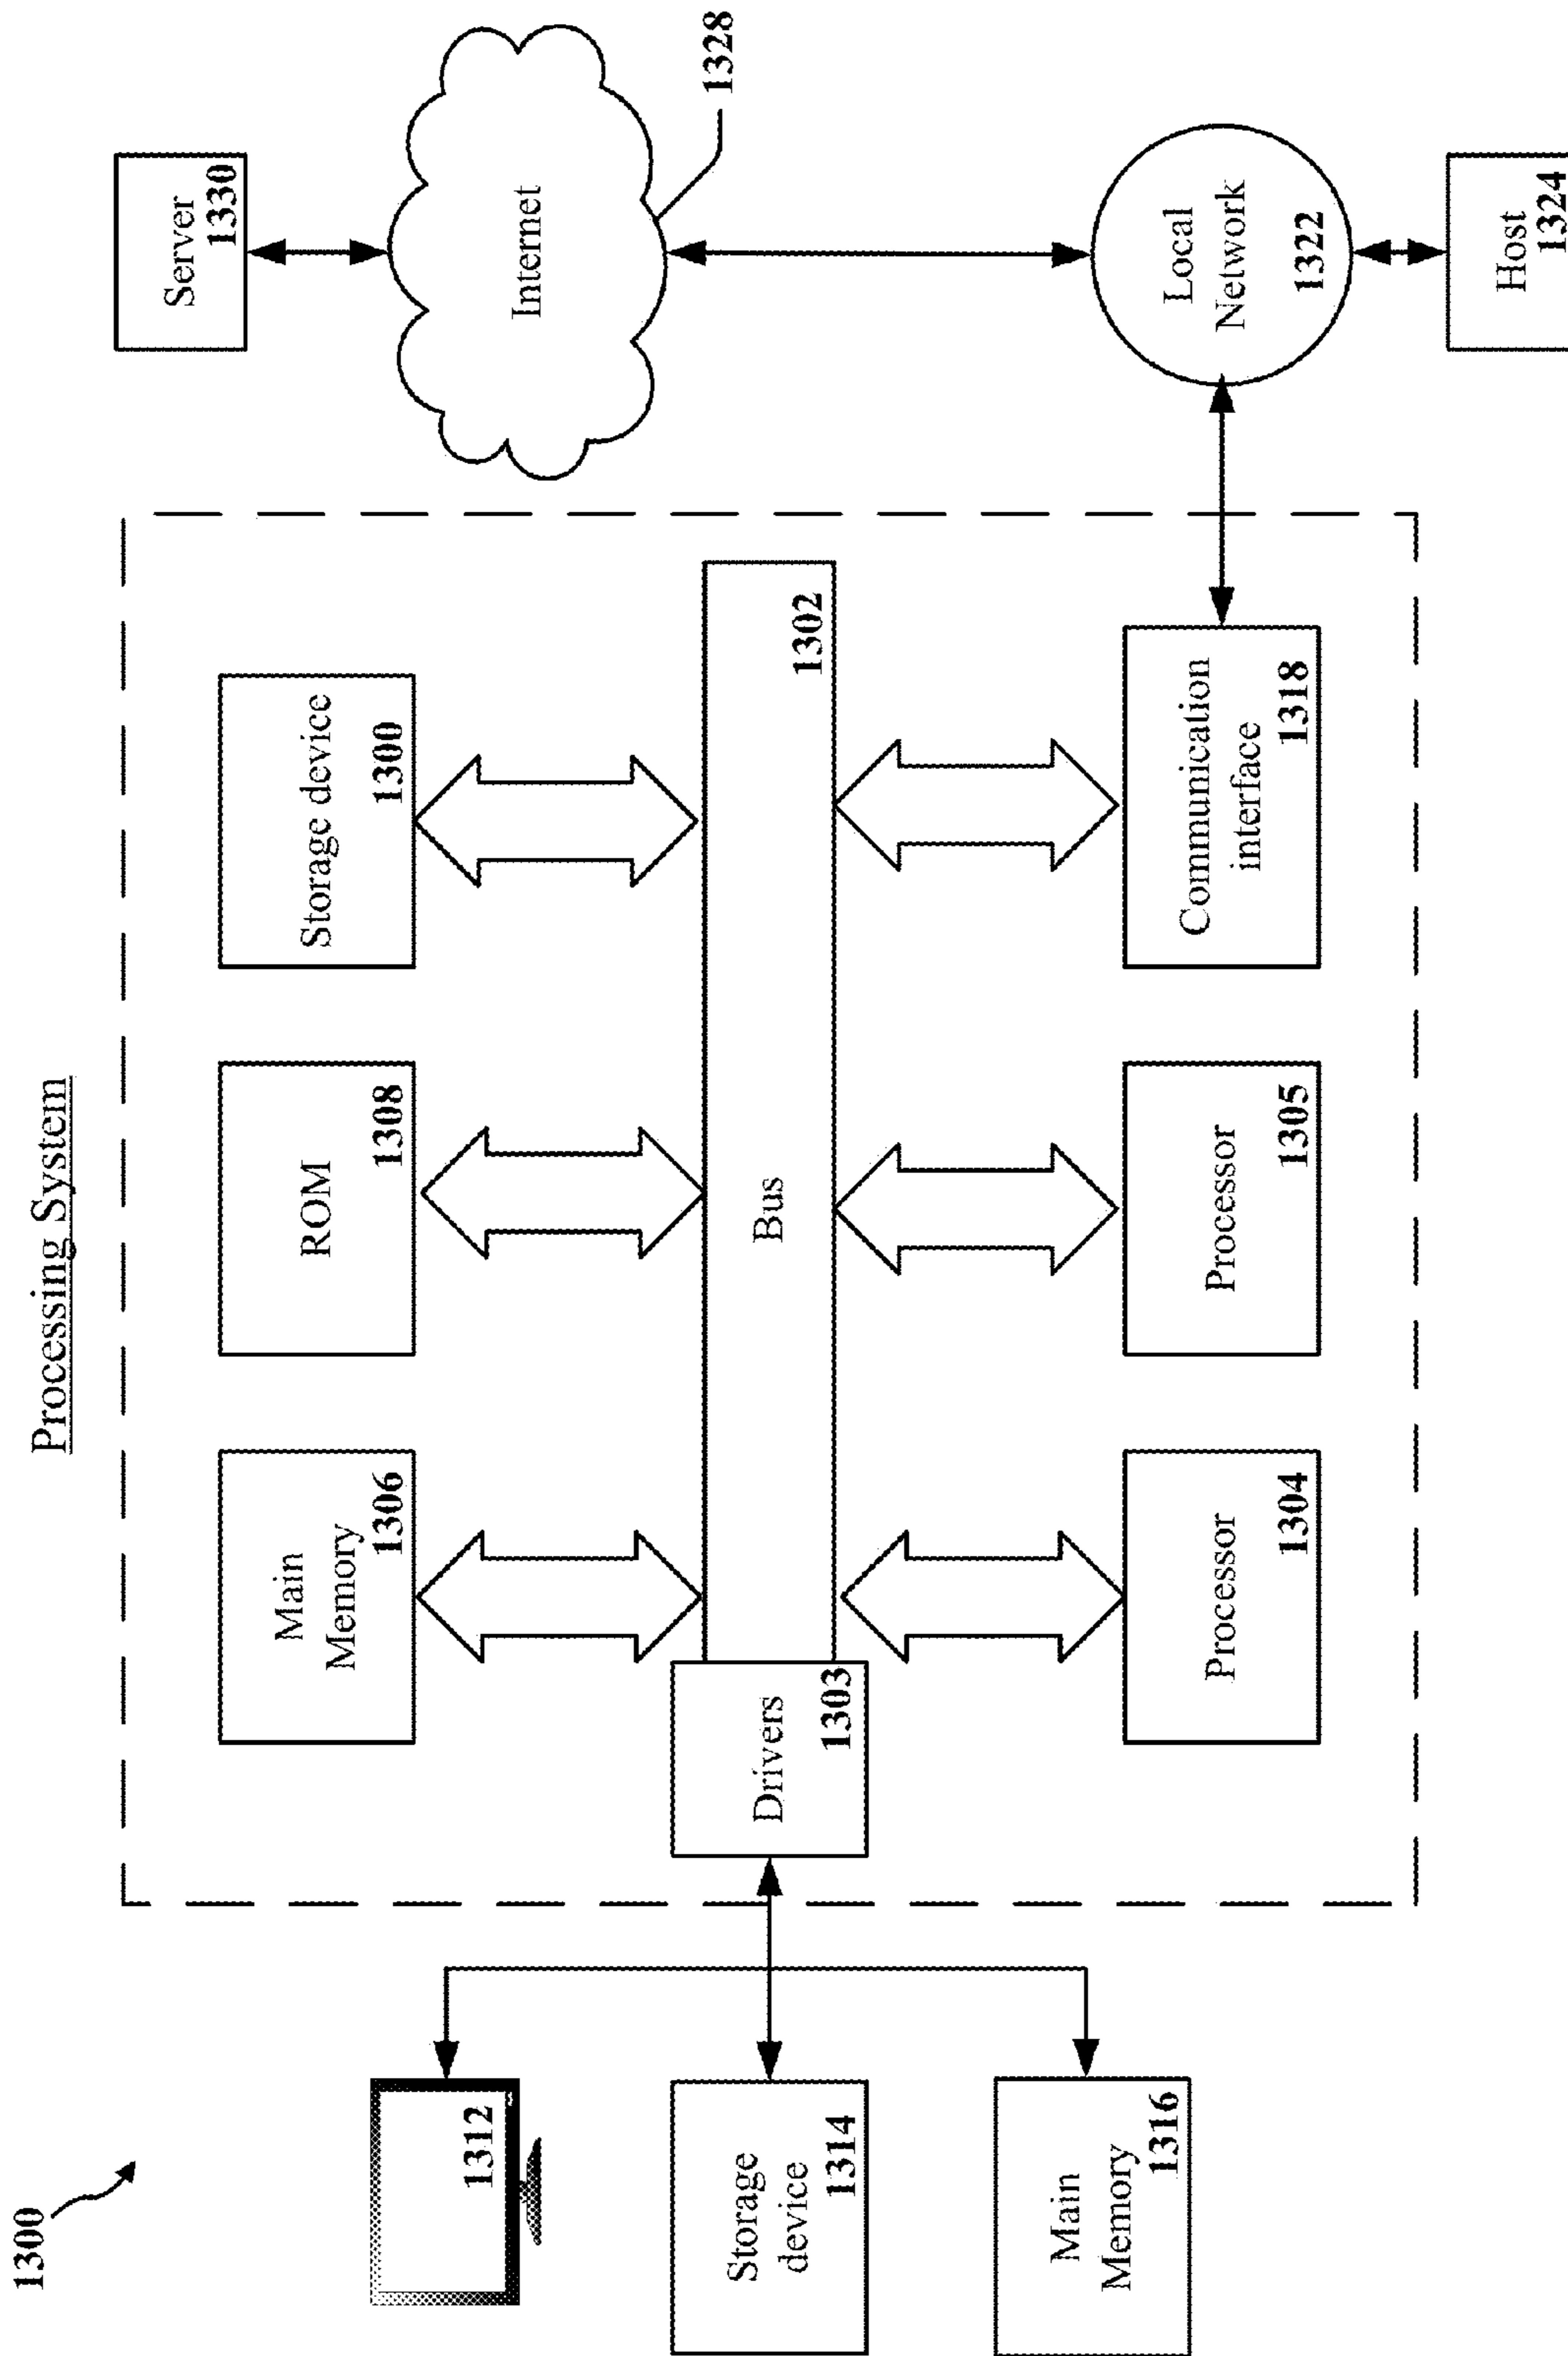 1300
Processing System
Main
Memory
1306
ROM
1308
Storage device
1300
Server
1330
Internet
1328
1312
Storage
device
1314
Main
Memory
1316
Drivers
1303
Bus
1302
Processor
1304
Processor
1305
Communication
interface
1318
Local
Network
1322
Host
1324